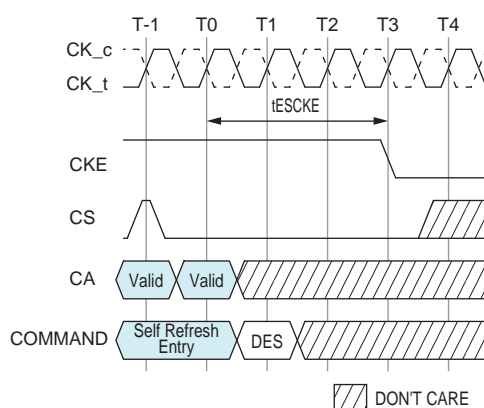 T-1 T0 T1 T2 T3 T4
CK_c
CK_t
tESCKE
CKE
CS
CA Valid Valid
COMMAND Self Refresh Entry DES
DON'T CARE